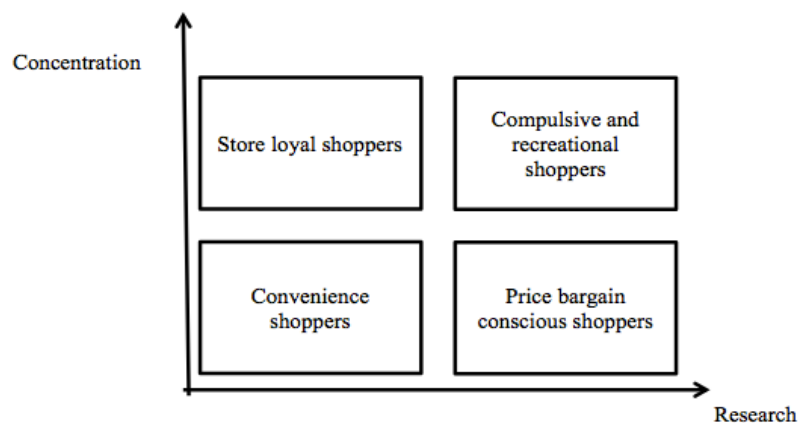 Concentration
Store loyal shoppers
Compulsive and
recreational
shoppers
Convenience
shoppers
Price bargain
conscious shoppers
Research